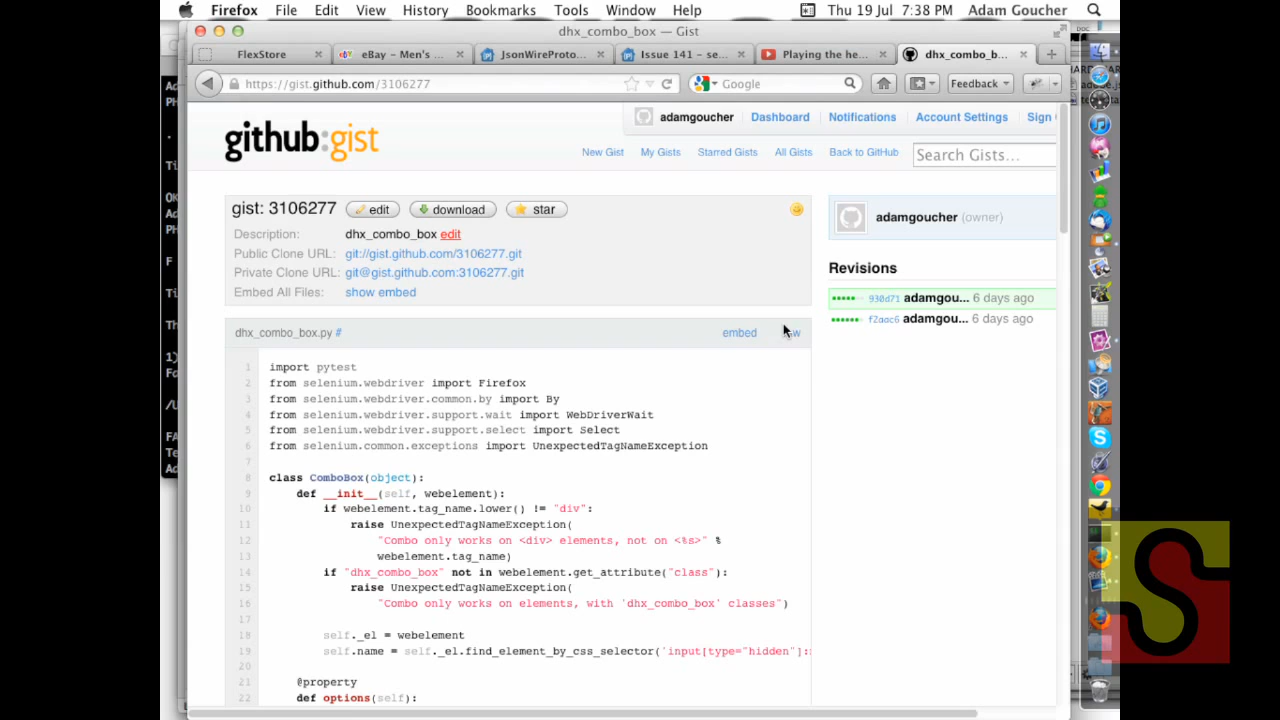 Firefox File Edit View History Bookmarks Tools Window Help Thu 19 Jul 7:38 PM Adam Goucher
dhx_combo_box — Gist
FlexStore eBay – Men's ... JsonWireProto... Issue 141 – se... Playing the he... dhx_combo_b...
https://gist.github.com/3106277 Google Feedback
github:gist
adamgoucher Dashboard Notifications Account Settings Sign
New Gist My Gists Starred Gists All Gists Back to GitHub Search Gists...
gist: 3106277 edit download star
Description: dhx_combo_box edit
Public Clone URL: git://gist.github.com/3106277.git
Private Clone URL: git@gist.github.com:3106277.git
Embed All Files: show embed
adamgoucher (owner)
Revisions
930d71 adamgou... 6 days ago
f2aac6 adamgou... 6 days ago
dhx_combo_box.py # embed
1 import pytest
2 from selenium.webdriver import Firefox
3 from selenium.webdriver.common.by import By
4 from selenium.webdriver.support.wait import WebDriverWait
5 from selenium.webdriver.support.select import Select
6 from selenium.common.exceptions import UnexpectedTagNameException
7
8 class ComboBox(object):
9 def __init__(self, webelement):
10 if webelement.tag_name.lower() != "div":
11 raise UnexpectedTagNameException(
12 "Combo only works on <div> elements, not on <%s>" %
13 webelement.tag_name)
14 if "dhx_combo_box" not in webelement.get_attribute("class"):
15 raise UnexpectedTagNameException(
16 "Combo only works on elements, with 'dhx_combo_box' classes")
17
18 self._el = webelement
19 self.name = self._el.find_element_by_css_selector('input[type="hidden"]:
20
21 @property
22 def options(self):